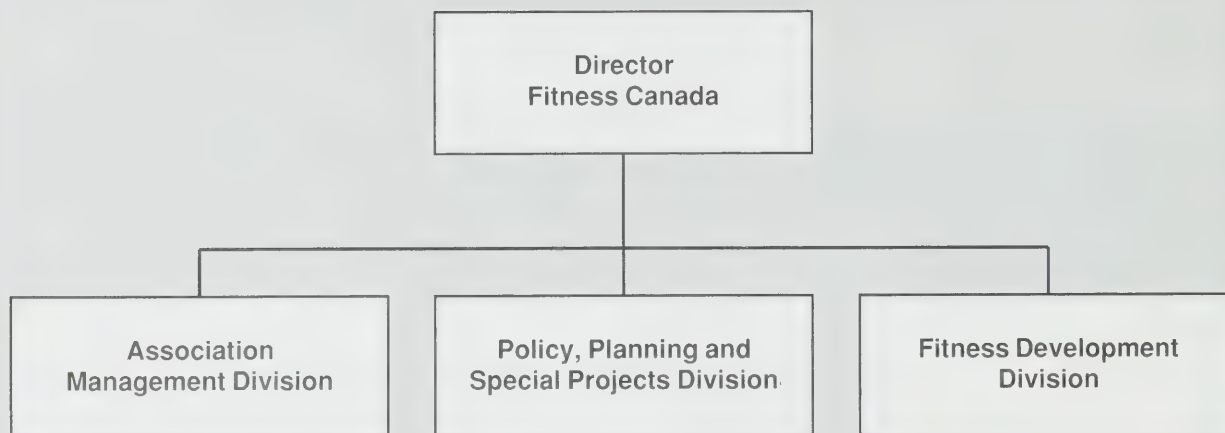 Director
Fitness Canada
Association
Management Division
Policy, Planning and
Special Projects Division
Fitness Development
Division